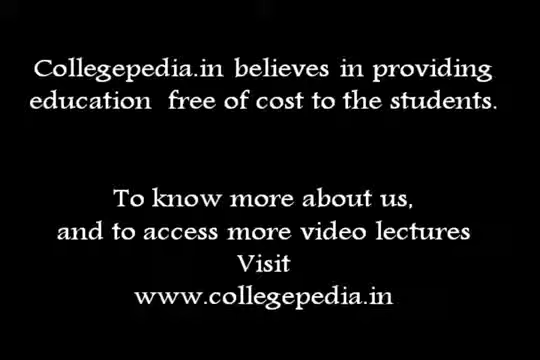 Collegepedia.in believes in providing
education free of cost to the students.
To know more about us,
and to access more video lectures
Visit
www.collegepedia.in